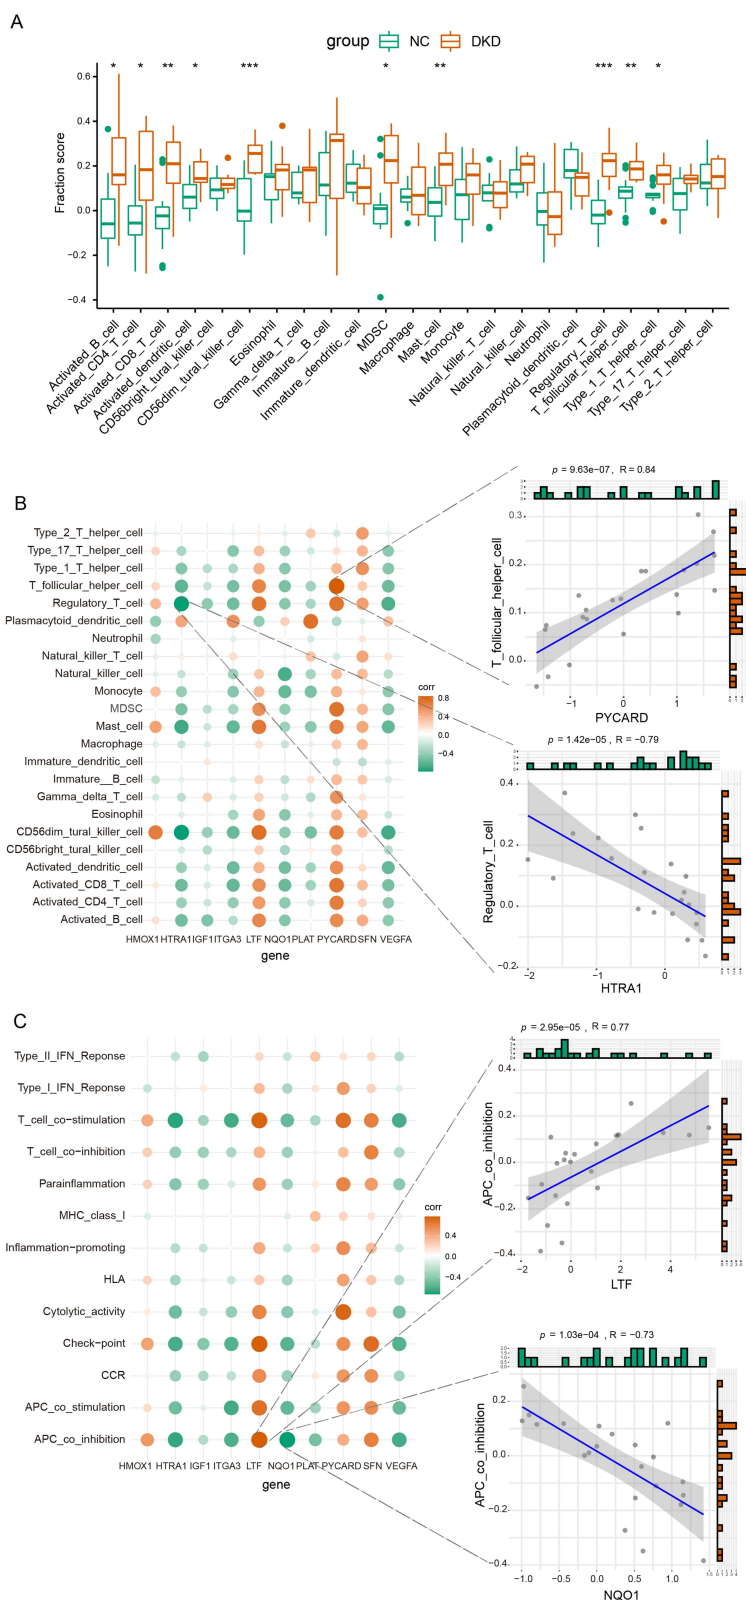 A
group NC DKD
* * ** * *** * ** *** ** *
Fraction score
0.6
0.4
0.2
0.0
−0.2
−0.4
Activated_B_cell
Activated_CD4_T_cell
Activated_CD8_T_cell
Activated_dendritic_cell
CD56bright_tural_killer_cell
CD56dim_tural_killer_cell
Eosinophil
Gamma_delta_T_cell
Immature__B_cell
Immature_dendritic_cell
MDSC
Macrophage
Mast_cell
Monocyte
Natural_killer_T_cell
Natural_killer_cell
Neutrophil
Plasmacytoid_dendritic_cell
Regulatory_T_cell
T_follicular_helper_cell
Type_1_T_helper_cell
Type_17_T_helper_cell
Type_2_T_helper_cell
B
Type_2_T_helper_cell
Type_17_T_helper_cell
Type_1_T_helper_cell
T_follicular_helper_cell
Regulatory_T_cell
Plasmacytoid_dendritic_cell
Neutrophil
Natural_killer_T_cell
Natural_killer_cell
Monocyte
MDSC
Mast_cell
Macrophage
Immature_dendritic_cell
Immature__B_cell
Gamma_delta_T_cell
Eosinophil
CD56dim_tural_killer_cell
CD56bright_tural_killer_cell
Activated_dendritic_cell
Activated_CD8_T_cell
Activated_CD4_T_cell
Activated_B_cell
HMOX1 HTRA1 IGF1 ITGA3 LTF NQO1 PLAT PYCARD SFN VEGFA
gene
corr
0.8
0.4
0.0
−0.4
p = 9.63e−07 , R = 0.84
T_follicular_helper_cell
0.3
0.2
0.1
0.0
−1 0 1
PYCARD
p = 1.42e−05 , R = −0.79
Regulatory_T_cell
0.4
0.2
0.0
−0.2
−2 −1 0
HTRA1
C
Type_II_IFN_Reponse
Type_I_IFN_Reponse
T_cell_co−stimulation
T_cell_co−inhibition
Parainflammation
MHC_class_I
Inflammation−promoting
HLA
Cytolytic_activity
Check−point
CCR
APC_co_stimulation
APC_co_inhibition
HMOX1 HTRA1 IGF1 ITGA3 LTF NQO1 PLAT PYCARD SFN VEGFA
gene
corr
0.4
0.0
−0.4
p = 2.95e−05 , R = 0.77
APC_co_inhibition
0.4
0.2
0.0
−0.2
−0.4
−2 0 2 4
LTF
p = 1.03e−04 , R = −0.73
APC_co_inhibition
0.2
0.0
−0.2
−0.4
−1.0 −0.5 0.0 0.5 1.0 1.5
NQO1